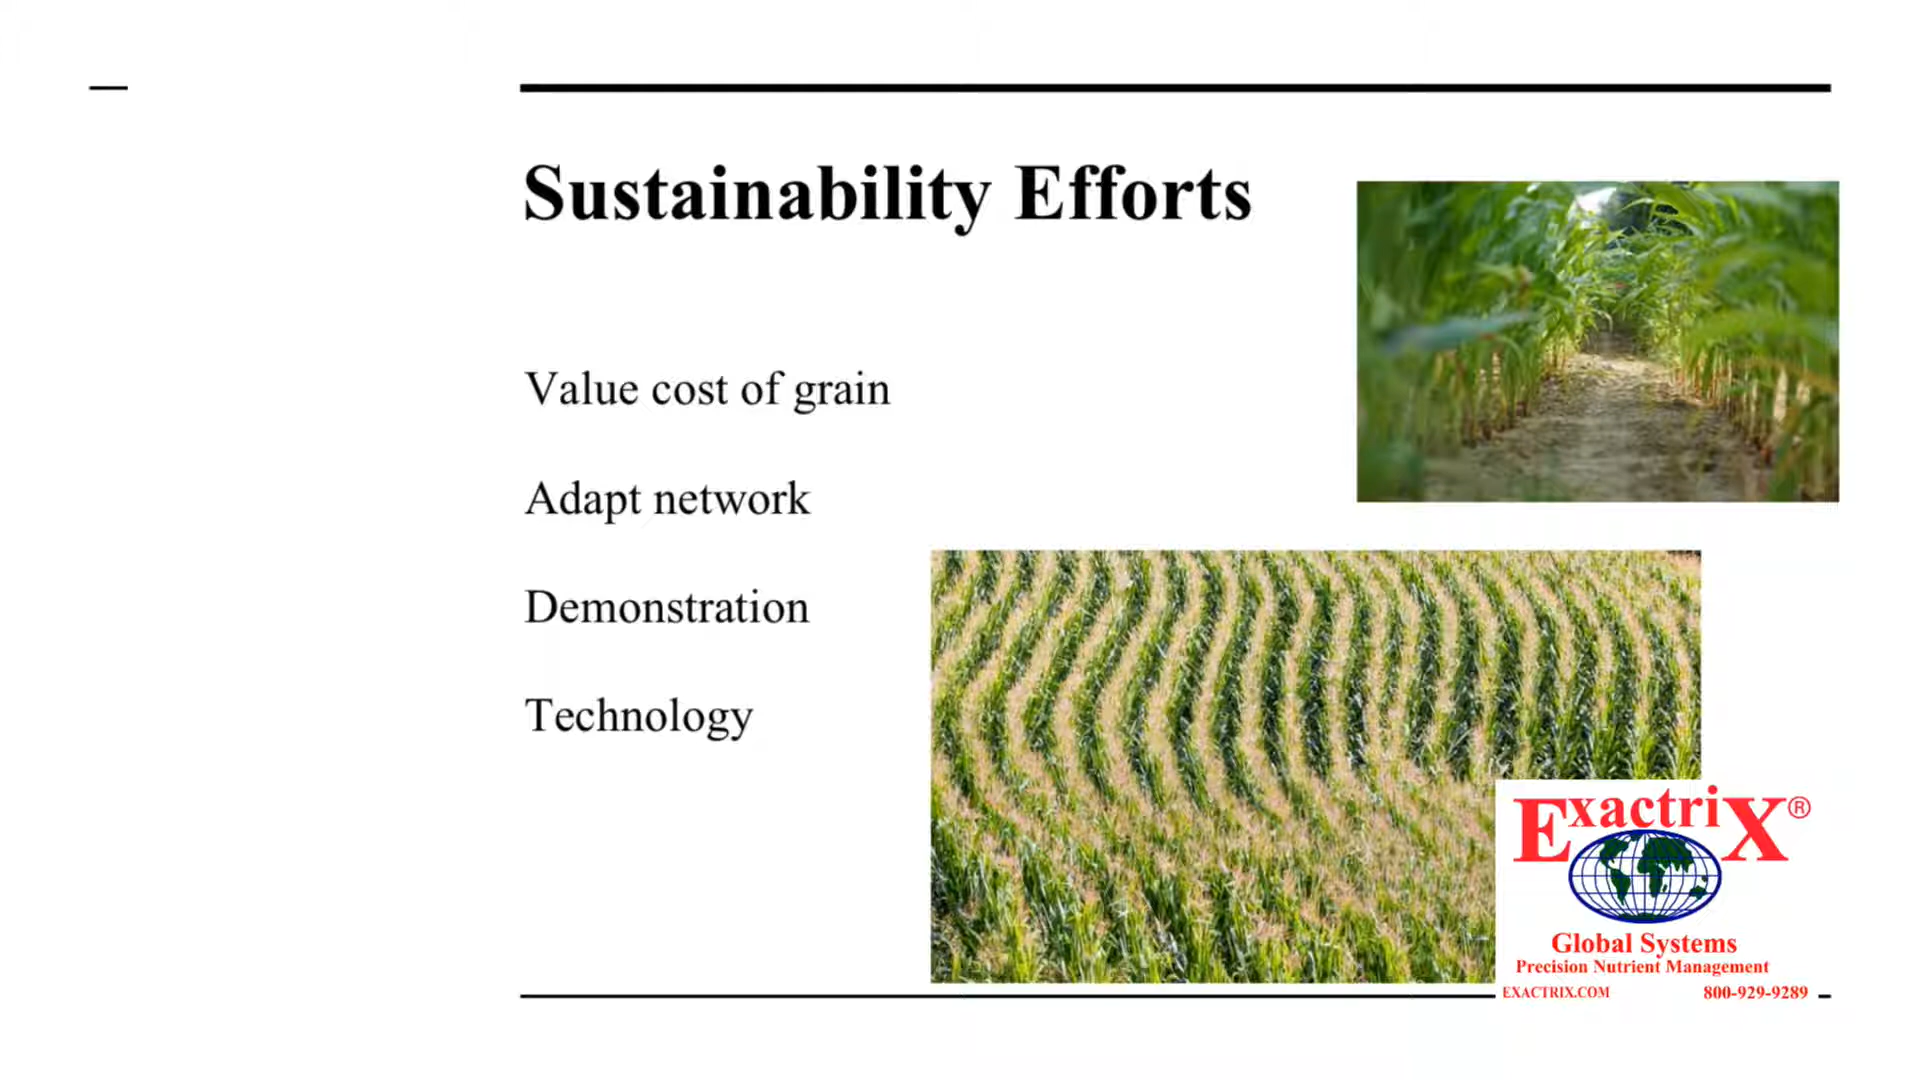 Sustainability Efforts
Value cost of grain
Adapt network
Demonstration
Technology
ExactriX®
Global Systems
Precision Nutrient Management
EXACTRIX.COM 800-929-9289